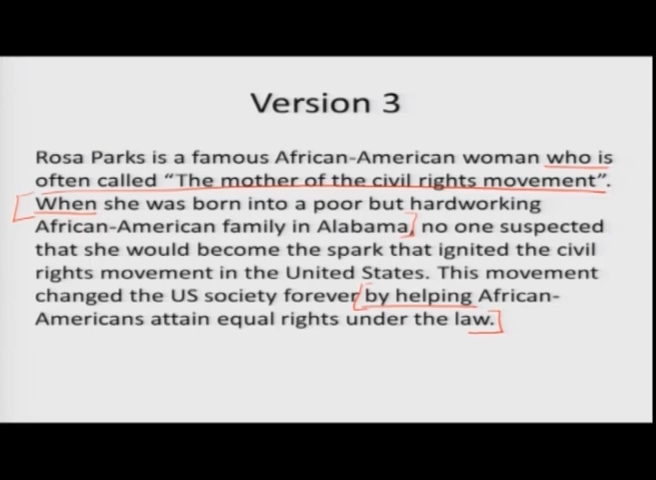 Version 3
Rosa Parks is a famous African-American woman who is
often called “The mother of the civil rights movement”.
When she was born into a poor but hardworking
African-American family in Alabama, no one suspected
that she would become the spark that ignited the civil
rights movement in the United States. This movement
changed the US society forever by helping African-
Americans attain equal rights under the law.